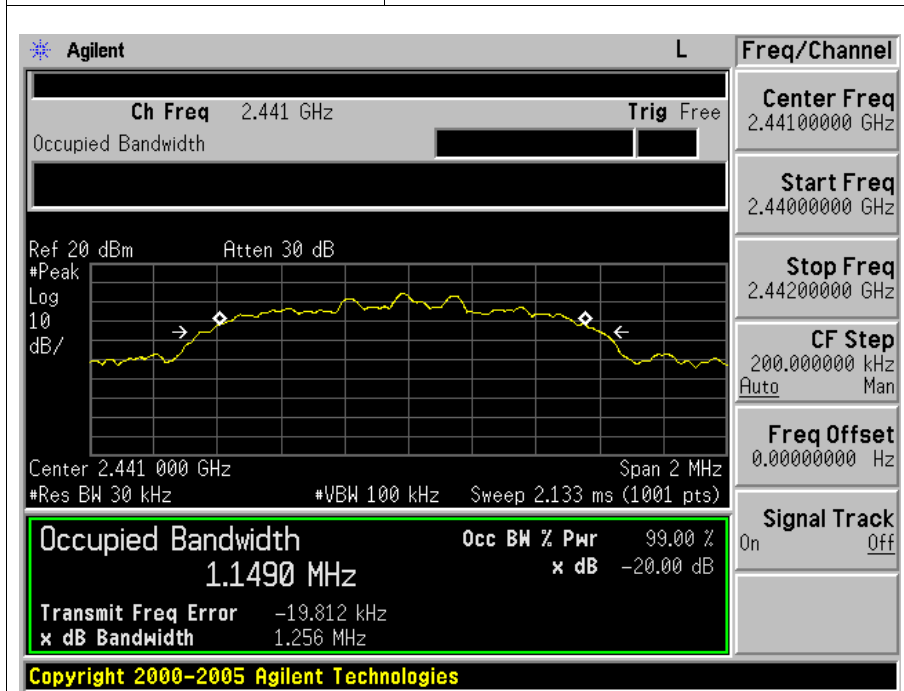 Agilent L Freq/Channel
Ch Freq 2.441 GHz Trig Free
Occupied Bandwidth
Center Freq
2.44100000 GHz
Start Freq
2.44000000 GHz
Stop Freq
2.44200000 GHz
CF Step
200.000000 kHz
Auto Man
Freq Offset
0.00000000 Hz
Signal Track
On Off
Ref 20 dBm Atten 30 dB
#Peak
Log
10
dB/
Center 2.441 000 GHz Span 2 MHz
#Res BW 30 kHz #VBW 100 kHz Sweep 2.133 ms (1001 pts)
Occupied Bandwidth Occ BW % Pwr 99.00 %
1.1490 MHz x dB -20.00 dB
Transmit Freq Error -19.812 kHz
x dB Bandwidth 1.256 MHz
Copyright 2000-2005 Agilent Technologies